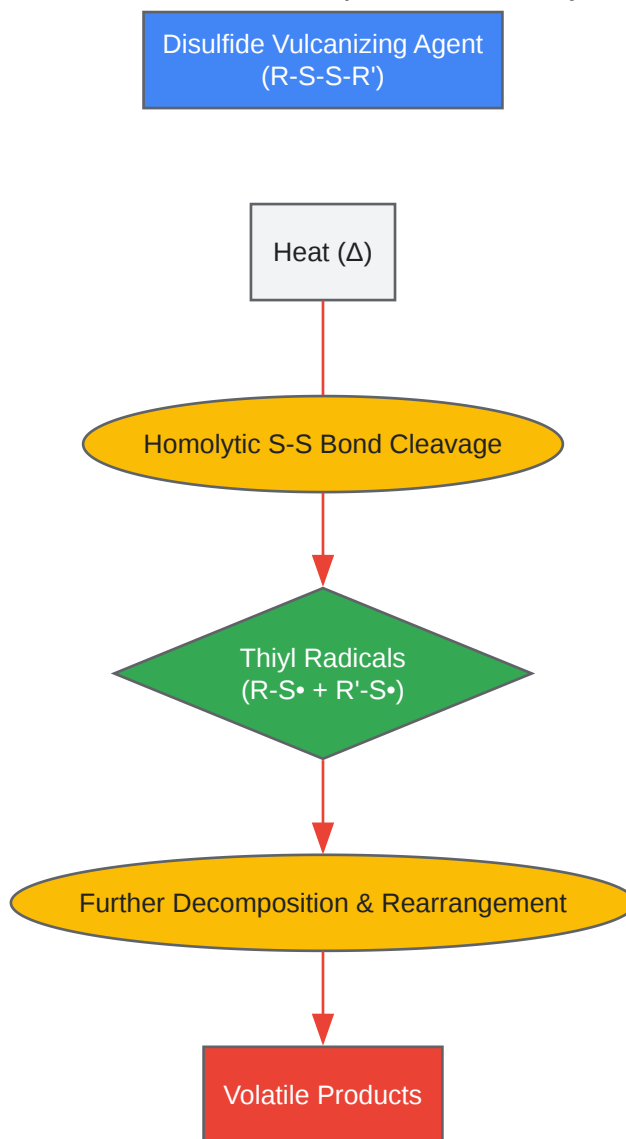 Disulfide Vulcanizing Agent
(R-S-S-R')
Heat (Δ)
Homolytic S-S Bond Cleavage
Thiyl Radicals
(R-S• + R'-S•)
Further Decomposition & Rearrangement
Volatile Products